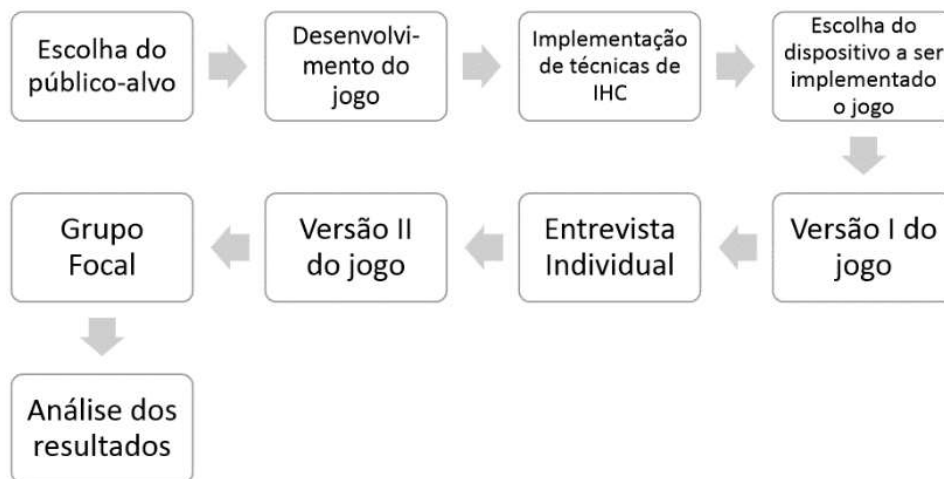 Escolha do
público-alvo
Desenvolvi-
mento do
jogo
Implementação
de técnicas de
IHC
Escolha do
dispositivo a ser
implementado
o jogo
Versão I do
jogo
Entrevista
Individual
Versão II
do jogo
Grupo
Focal
Análise dos
resultados